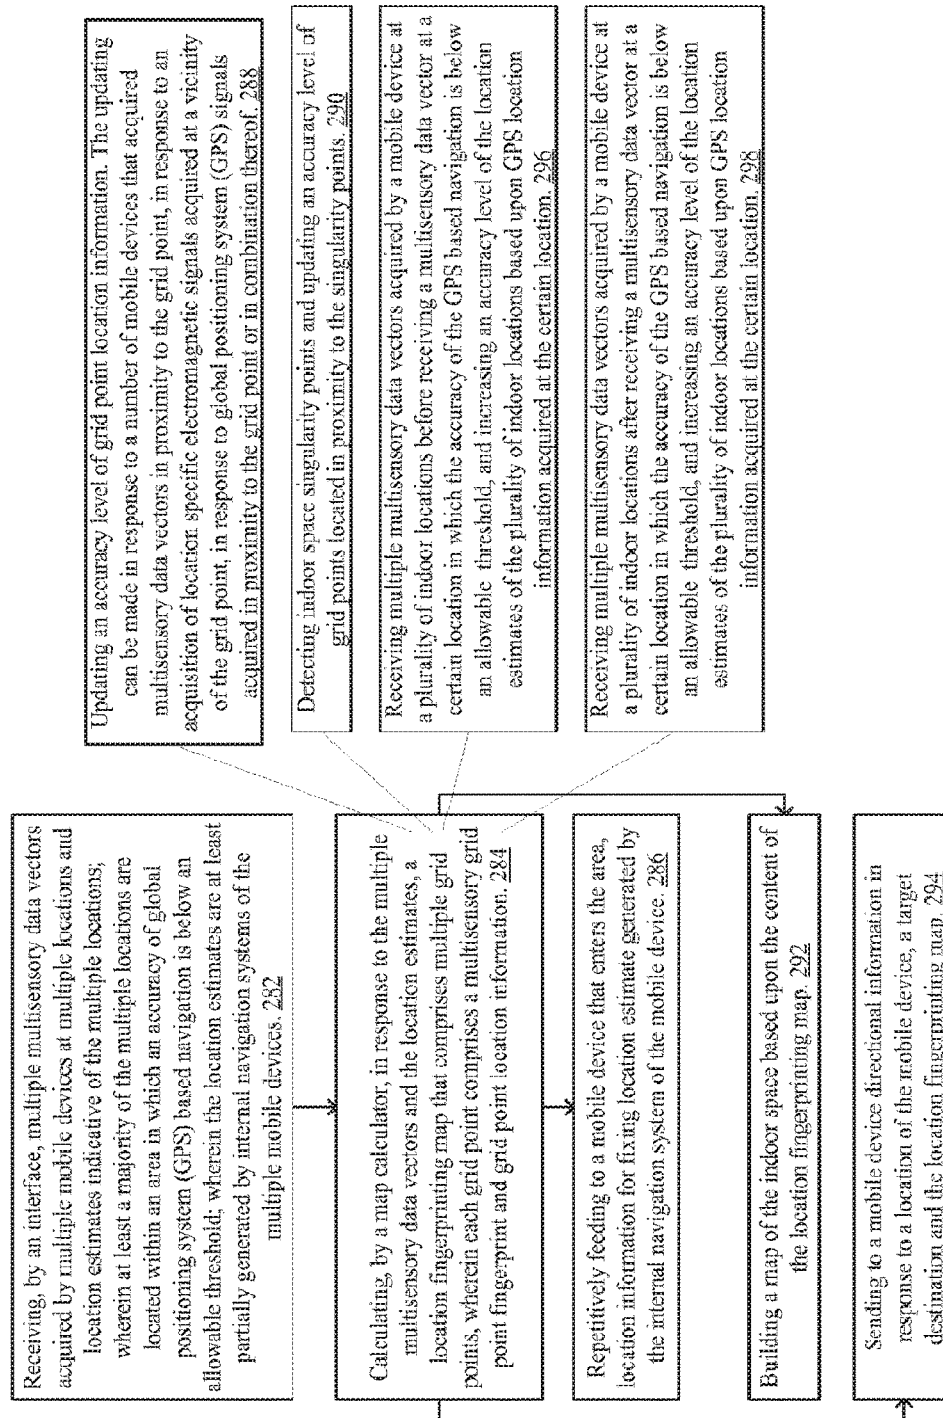 Receiving, by an interface, multiple multisensory data vectors
acquired by multiple mobile devices at multiple locations and
location estimates indicative of the multiple locations;
wherein at least a majority of the multiple locations are
located within an area in which an accuracy of global
positioning system (GPS) based navigation is below an
allowable threshold; wherein the location estimates are at least
partially generated by internal navigation systems of the
multiple mobile devices. 282
Calculating, by a map calculator, in response to the multiple
multisensory data vectors and the location estimates, a
location fingerprinting map that comprises multiple grid
points, wherein each grid point comprises a multisensory grid
point fingerprint and grid point location information. 284
Repetitively feeding to a mobile device that enters the area,
location information for fixing location estimate generated by
the internal navigation system of the mobile device. 286
Building a map of the indoor space based upon the content of
the location fingerprinting map. 292
Sending to a mobile device directional information in
response to a location of the mobile device, a target
destination and the location fingerprinting map. 294
Updating an accuracy level of grid point location information. The updating
can be made in response to a number of mobile devices that acquired
multisensory data vectors in proximity to the grid point, in response to an
acquisition of location specific electromagnetic signals acquired at a vicinity
of the grid point, in response to global positioning system (GPS) signals
acquired in proximity to the grid point or in combination thereof. 288
Detecting indoor space singularity points and updating an accuracy level of
grid points located in proximity to the singularity points. 290
Receiving multiple multisensory data vectors acquired by a mobile device at
a plurality of indoor locations before receiving a multisensory data vector at a
certain location in which the accuracy of the GPS based navigation is below
an allowable threshold, and increasing an accuracy level of the location
estimates of the plurality of indoor locations based upon GPS location
information acquired at the certain location. 296
Receiving multiple multisensory data vectors acquired by a mobile device at
a plurality of indoor locations after receiving a multisensory data vector at a
certain location in which the accuracy of the GPS based navigation is below
an allowable threshold, and increasing an accuracy level of the location
estimates of the plurality of indoor locations based upon GPS location
information acquired at the certain location. 298